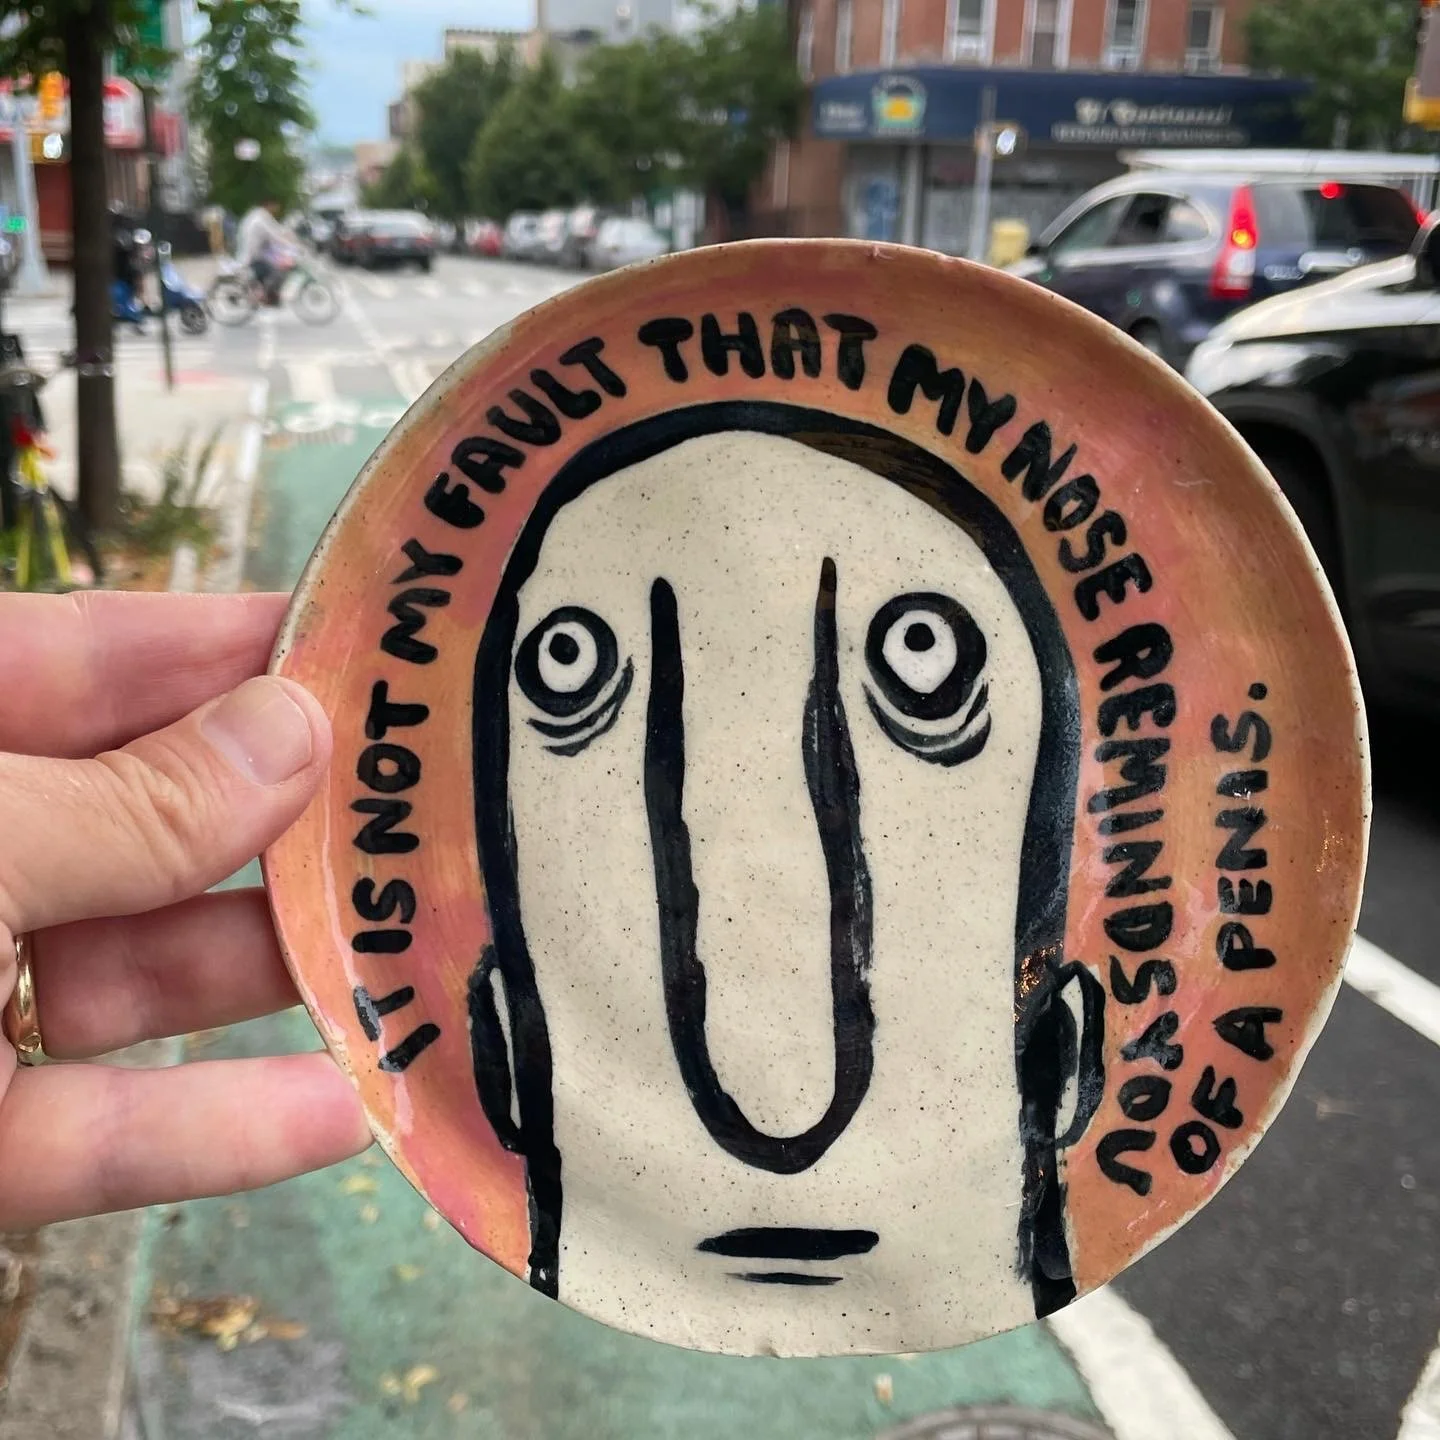 IT IS NOT MY FAULT THAT MY NOSE REMINDS YOU
OF A PENIS.